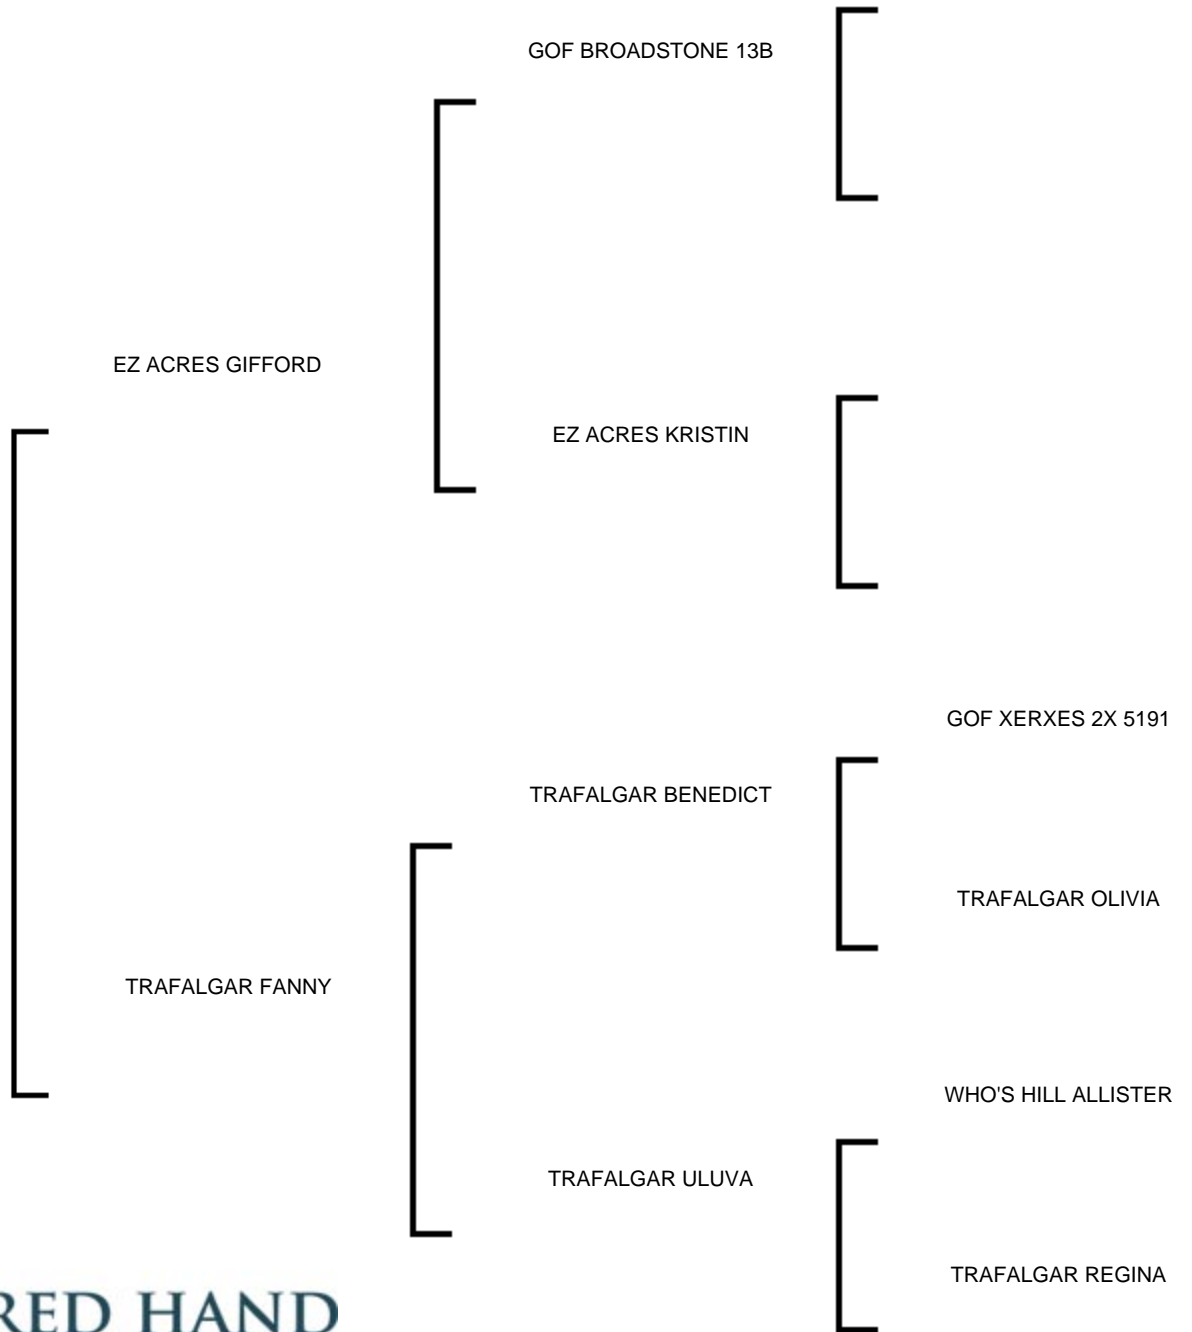 GOF BROADSTONE 13B
EZ ACRES GIFFORD
EZ ACRES KRISTIN
GOF XERXES 2X 5191
TRAFALGAR BENEDICT
TRAFALGAR OLIVIA
TRAFALGAR FANNY
WHO'S HILL ALLISTER
TRAFALGAR ULUVA
TRAFALGAR REGINA
RED HAND